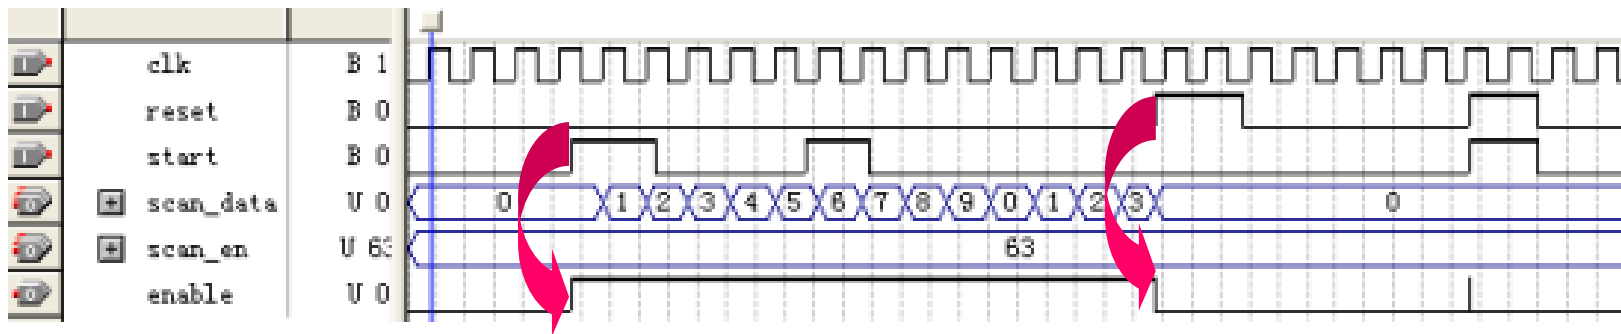 clk B 1
reset B 0
start B 0
scan_data U 0 0 1 2 3 4 5 6 7 8 9 0 1 2 3 0
scan_en U 63 63
enable U 0